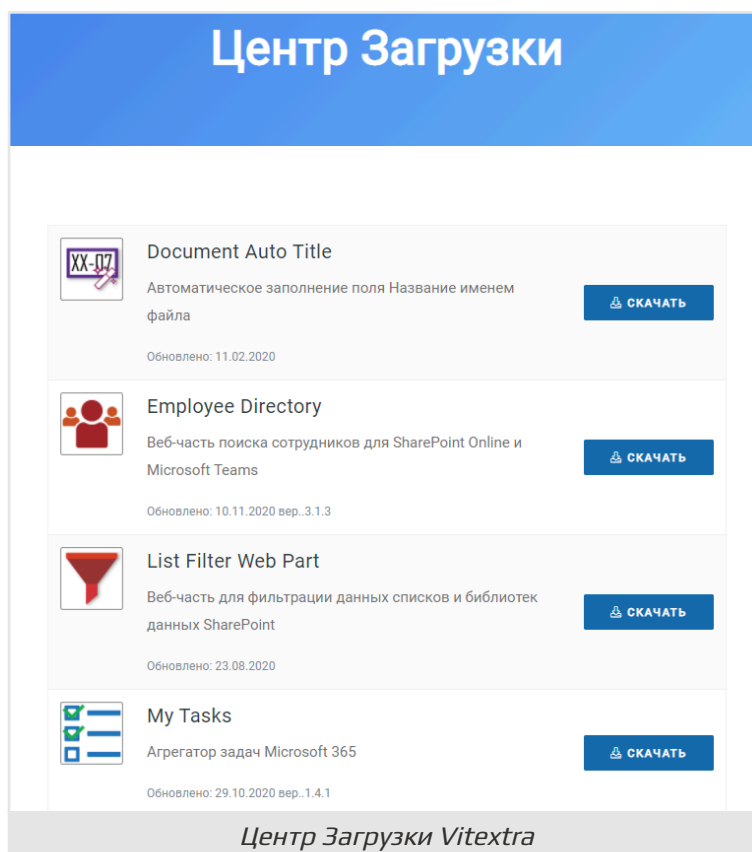 Центр Загрузки
XX-07
Document Auto Title
Автоматическое заполнение поля Название именем
файла
СКАЧАТЬ
Обновлено: 11.02.2020
Employee Directory
Веб-часть поиска сотрудников для SharePoint Online и
Microsoft Teams
СКАЧАТЬ
Обновлено: 10.11.2020 вер..3.1.3
List Filter Web Part
Веб-часть для фильтрации данных списков и библиотек
данных SharePoint
СКАЧАТЬ
Обновлено: 23.08.2020
My Tasks
Агрегатор задач Microsoft 365
СКАЧАТЬ
Обновлено: 29.10.2020 вер..1.4.1
Центр Загрузки Vitextra